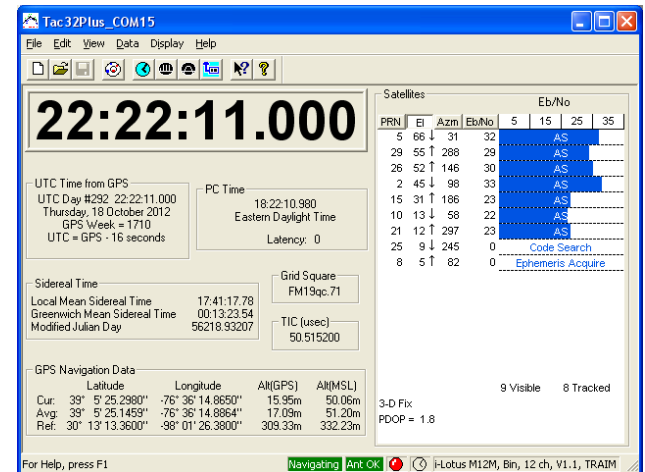 Tac32Plus_COM15
File Edit View Data Display Help
22:22:11.000
UTC Time from GPS
UTC Day #292 22:22:11.000
Thursday, 18 October 2012
GPS Week = 1710
UTC = GPS - 16 seconds
PC Time
18:22:10.980
Eastern Daylight Time
Latency: 0
Sidereal Time
Local Mean Sidereal Time 17:41:17.78
Greenwich Mean Sidereal Time 00:13:23.54
Modified Julian Day 56218.93207
Grid Square
FM19qc.71
TIC (usec)
50.515200
GPS Navigation Data
Latitude Longitude Alt(GPS) Alt(MSL)
Cur: 39° 5' 25.2980" -76° 36' 14.8650" 15.95m 50.06m
Avg: 39° 5' 25.1459" -76° 36' 14.8864" 17.09m 51.20m
Ref: 30° 13' 13.3600" -98° 01' 26.3800" 309.33m 332.23m
Satellites
Eb/No
PRN El Azm Eb/No 5 15 25 35
5 66↓ 31 32 AS
29 55↑ 288 29 AS
26 52↑ 146 30 AS
2 45↓ 98 33 AS
15 31↑ 186 23 AS
10 13↓ 58 22 AS
21 12↑ 297 23 AS
25 9↓ 245 0 Code Search
8 5↑ 82 0 Ephemeris Acquire
9 Visible 8 Tracked
3-D Fix
PDOP = 1.8
For Help, press F1 Navigating Ant OK i-Lotus M12M, Bin, 12 ch, V1.1, TRAIM